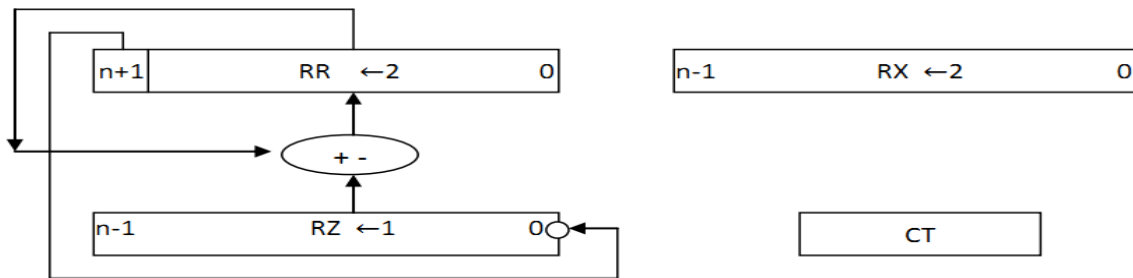 n+1 RR ←2 0
n-1 RX ←2 0
+ -
n-1 RZ ←1 0
CT